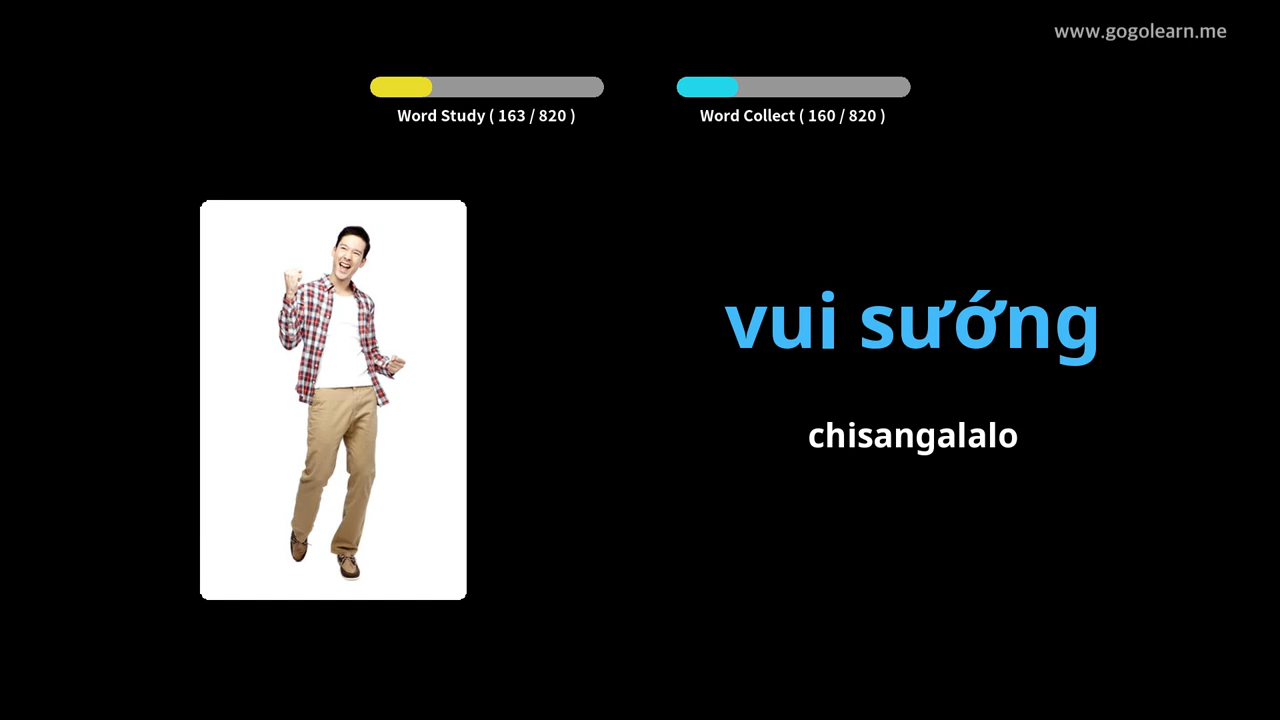 www.gogolearn.me
Word Study ( 163 / 820 )
Word Collect ( 160 / 820 )
vui sướng
chisangalalo